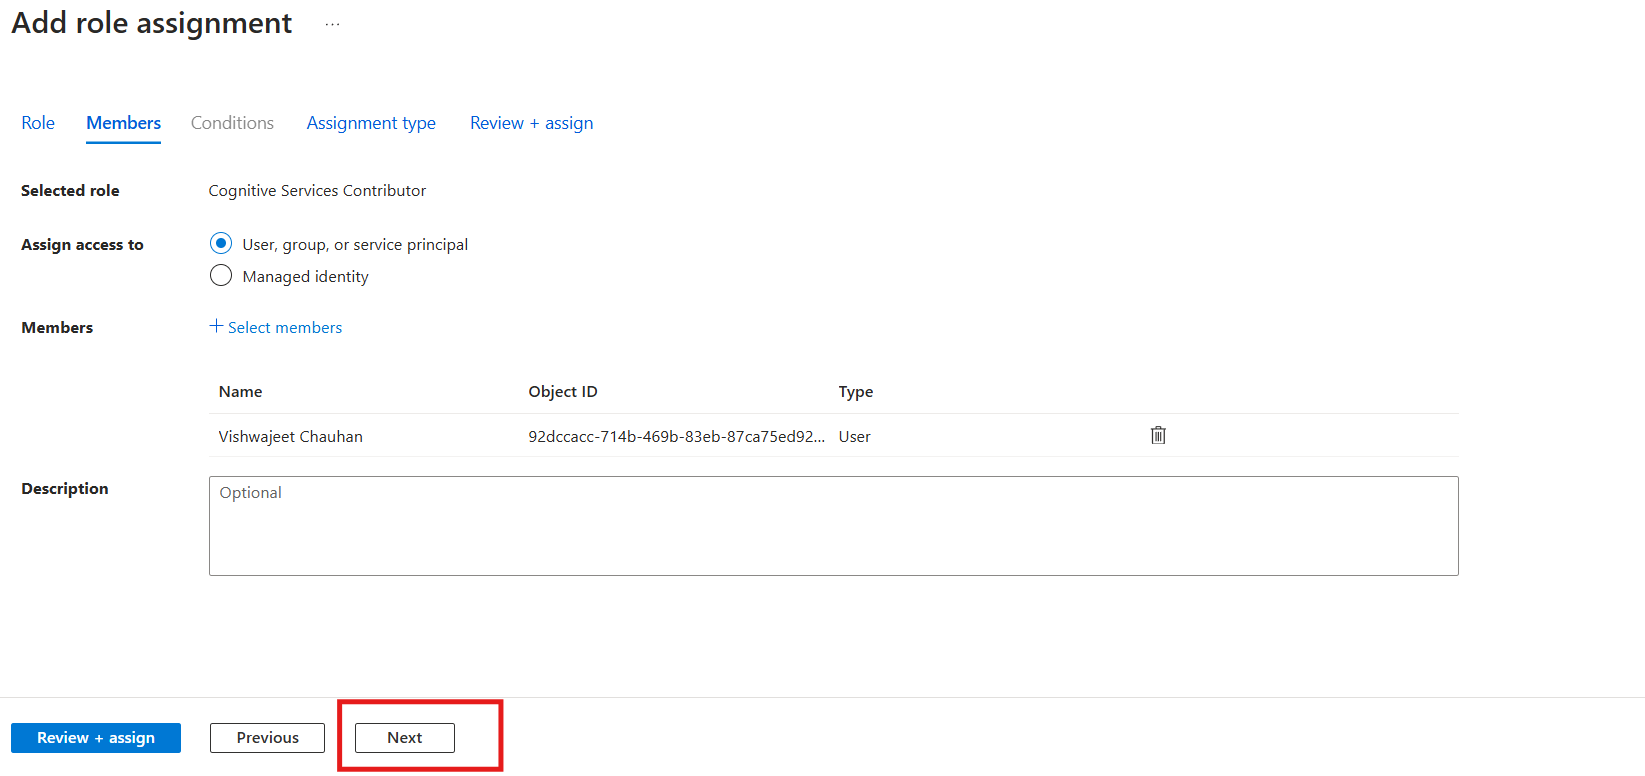 Add role assignment ...
Role Members Conditions Assignment type Review + assign
Selected role Cognitive Services Contributor
Assign access to User, group, or service principal
Managed identity
Members + Select members
Name Object ID Type
Vishwajeet Chauhan 92dccacc-714b-469b-83eb-87ca75ed92... User
Description Optional
Review + assign Previous Next